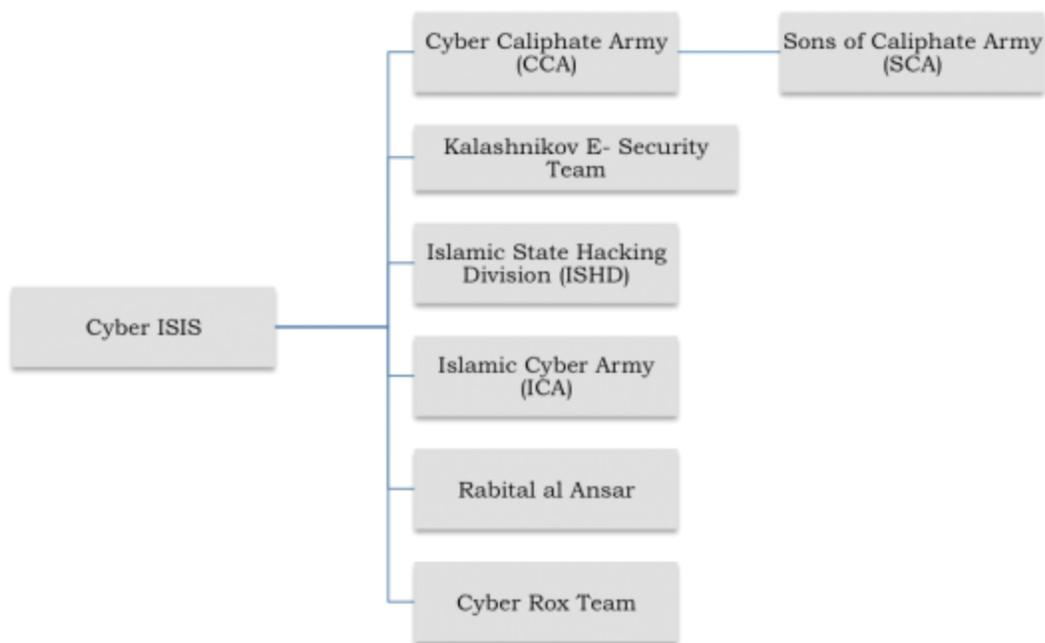 Cyber Caliphate Army
(CCA)
Sons of Caliphate Army
(SCA)
Kalashnikov E- Security
Team
Islamic State Hacking
Division (ISHD)
Cyber ISIS
Islamic Cyber Army
(ICA)
Rabital al Ansar
Cyber Rox Team